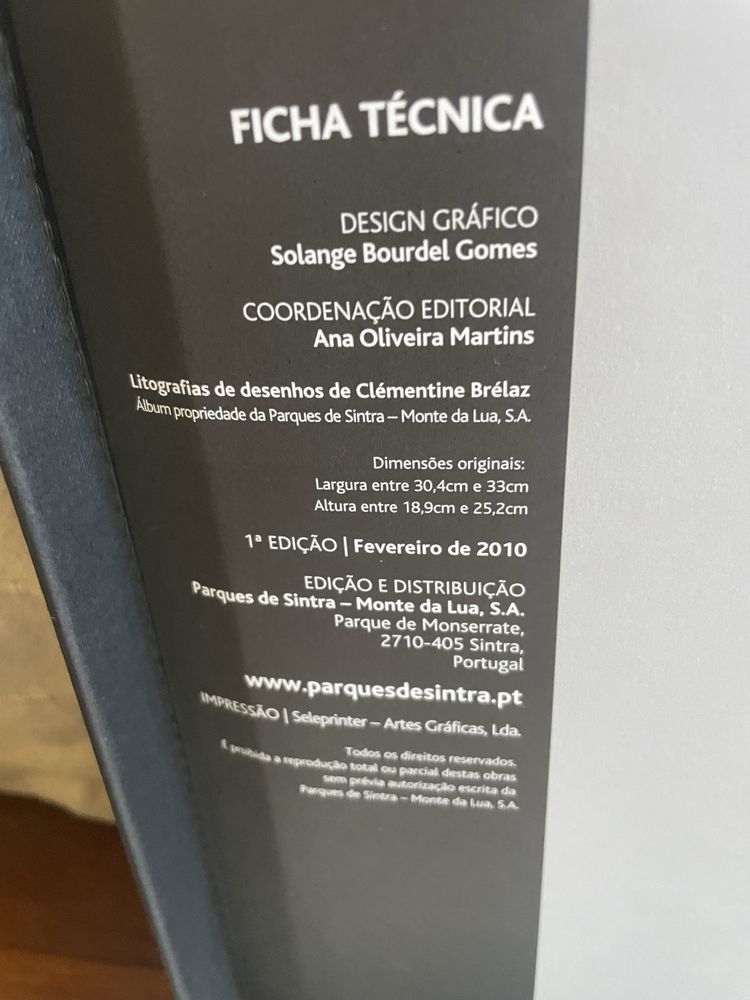 FICHA TÉCNICA
DESIGN GRÁFICO
Solange Bourdel Gomes
COORDENAÇÃO EDITORIAL
Ana Oliveira Martins
Litografias de desenhos de Clémentine Brélaz
Álbum propriedade da Parques de Sintra – Monte da Lua, S.A.
Dimensões originais:
Largura entre 30,4cm e 33cm
Altura entre 18,9cm e 25,2cm
1ª EDIÇÃO | Fevereiro de 2010
EDIÇÃO E DISTRIBUIÇÃO
Parques de Sintra – Monte da Lua, S.A.
Parque de Monserrate,
2710-405 Sintra,
Portugal
www.parquesdesintra.pt
IMPRESSÃO | Seleprinter – Artes Gráficas, Lda.
Todos os direitos reservados.
É proibida a reprodução total ou parcial destas obras
sem prévia autorização escrita da
Parques de Sintra – Monte da Lua, S.A.